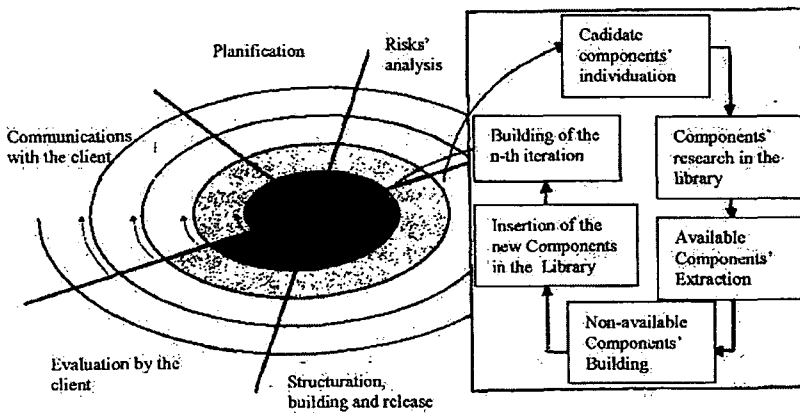 Planification
Risks'
analysis
Communications
with the client
Evaluation by the
client
Structuration,
building and release
Cadidate
components'
individuation
Components'
research in the
library
Available
Components'
Extraction
Non-available
Components'
Building
Insertion of the
new Components
in the Library
Building of the
n-th iteration